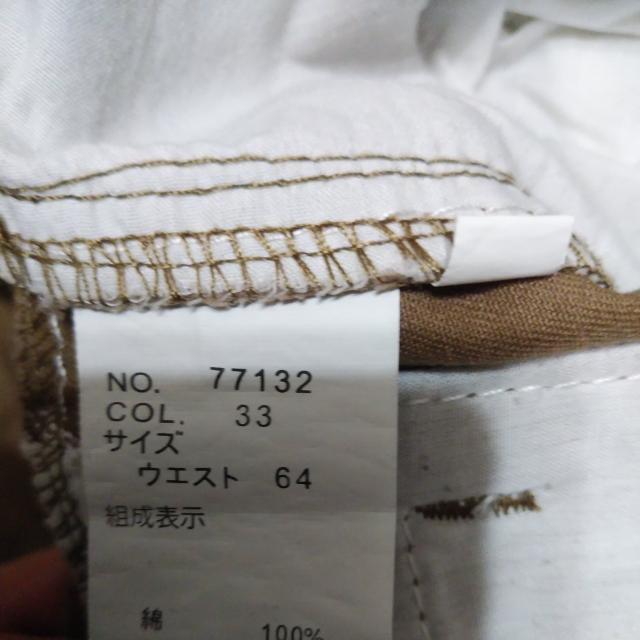 NO. 77132
COL. 33
サイズ
ウエスト 64
組成表示
綿 100%